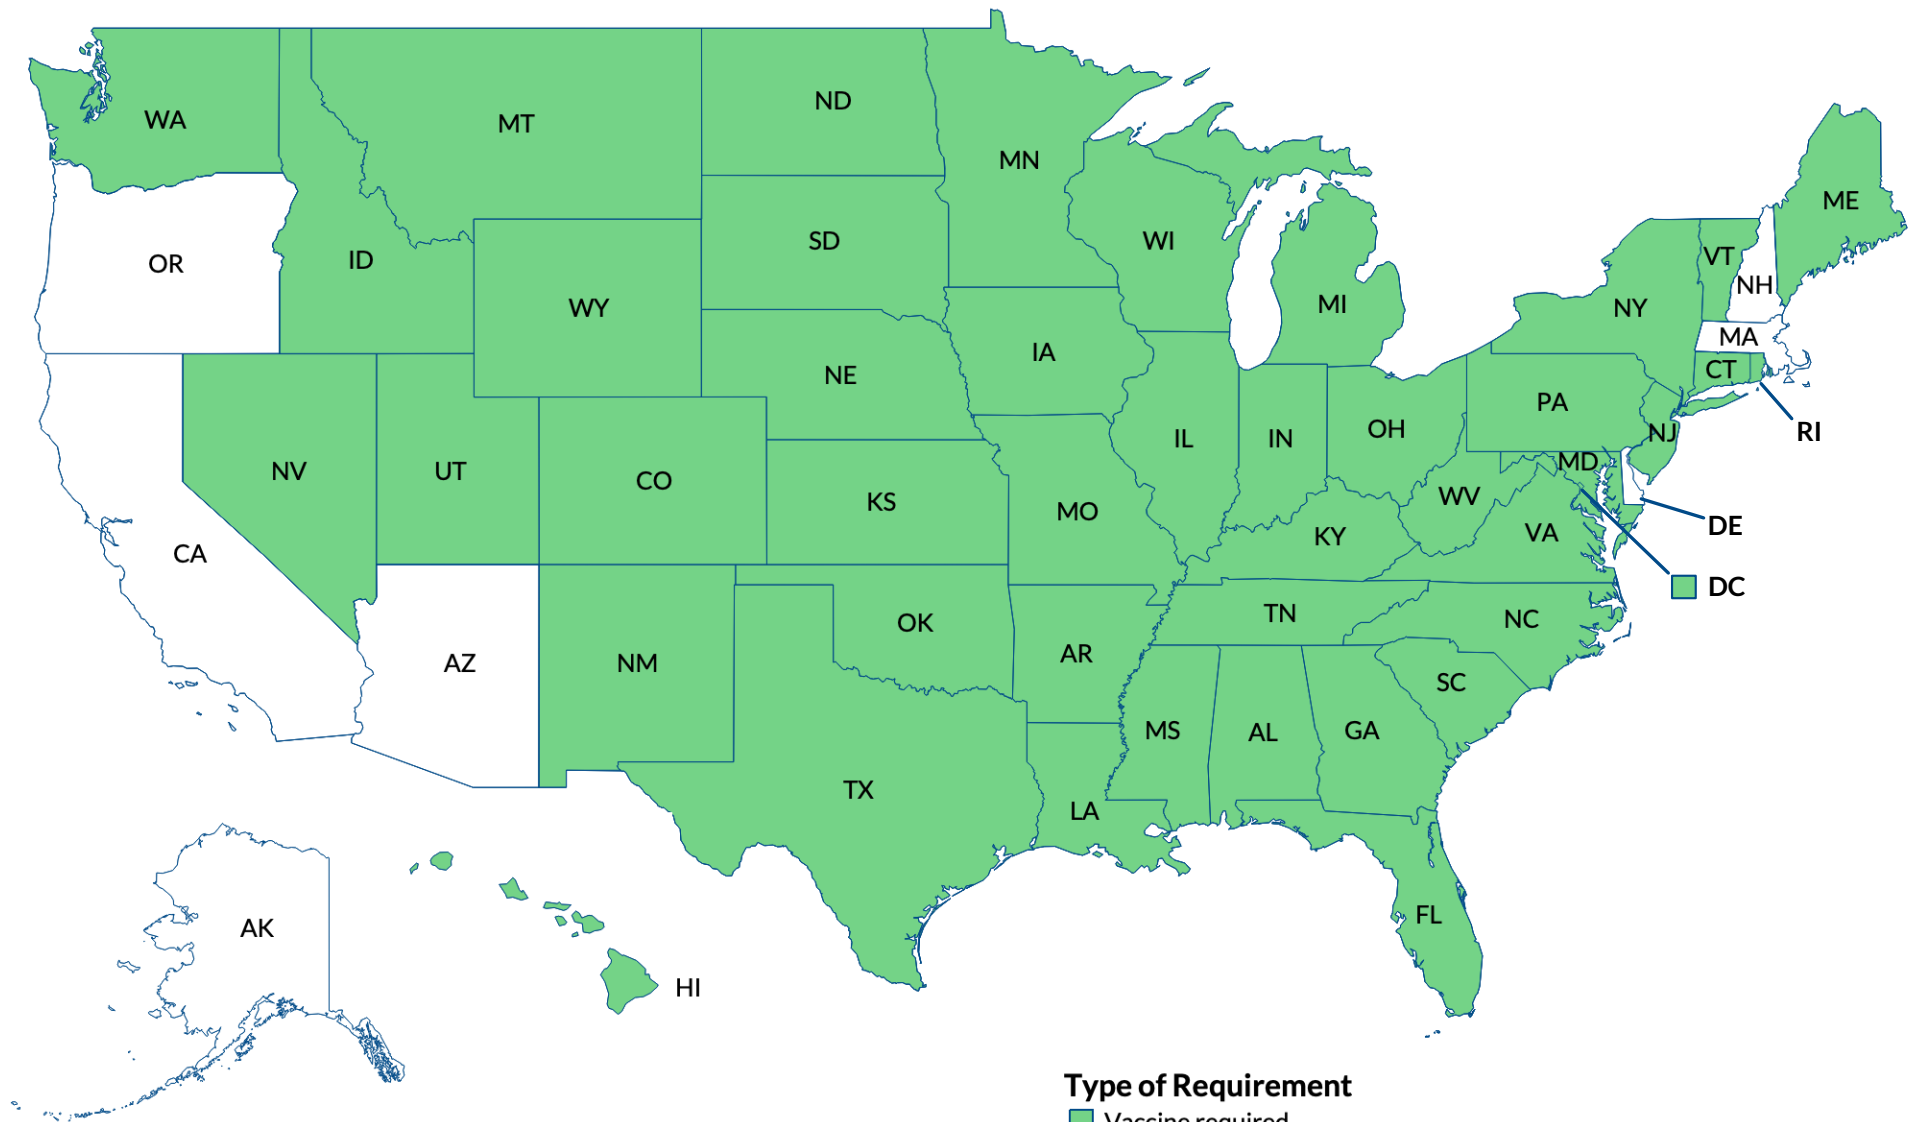 ND
WA
MT
MN
ME
SD
WI
VT
ID
OR
NH
MI
WY
NY
MA
IA
CT
NE
PA
RI
OH
NJ
IL
IN
MD
NV
UT
CO
WV
KS
MO
DE
VA
KY
CA
DC
TN
NC
OK
AR
AZ
NM
SC
MS
AL
GA
TX
LA
FL
AK
HI
Type of Requirement
Vaccine required